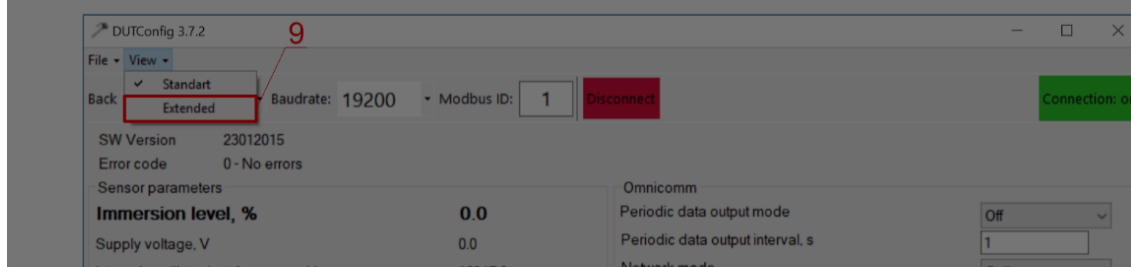 DUTConfig 3.7.2
9
File View
Standart
Extended
Back Baudrate: 19200 Modbus ID: 1 Disconnect Connection:
SW Version 23012015
Error code 0 - No errors
Sensor parameters
Omnicomm
Immersion level, % 0.0
Periodic data output mode Off
Supply voltage, V 0.0
Periodic data output interval, s 1